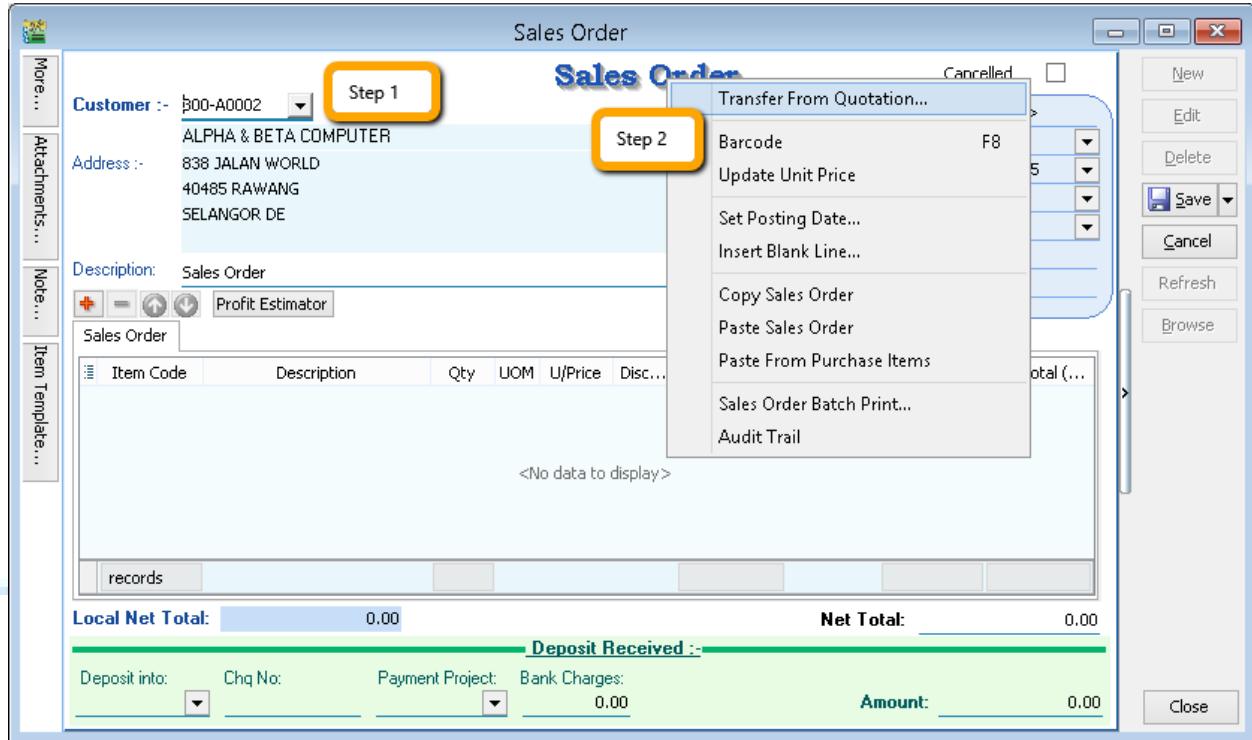 Sales Order
More...
Attachments...
Note...
Item Template...
Sales Order
Cancelled
Customer :- 300-A0002
Step 1
ALPHA & BETA COMPUTER
Address :- 838 JALAN WORLD
40485 RAWANG
SELANGOR DE
Step 2
Transfer From Quotation...
Barcode F8
Update Unit Price
Set Posting Date...
Insert Blank Line...
Copy Sales Order
Paste Sales Order
Paste From Purchase Items
Sales Order Batch Print...
Audit Trail
>
5
Description: Sales Order
Profit Estimator
Sales Order
Item Code Description Qty UOM U/Price Disc... otal (...
<No data to display>
records
Local Net Total: 0.00 Net Total: 0.00
Deposit Received :-
Deposit into: Chq No: Payment Project: Bank Charges:
0.00 Amount: 0.00
New
Edit
Delete
Save
Cancel
Refresh
Browse
Close